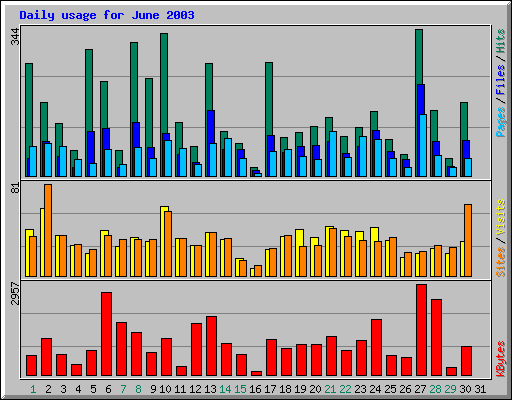 Daily usage for June 2003
344
Pages / Files / Hits
81
Sites / Visits
2957
KBytes
1 2 3 4 5 6 7 8 9 10 11 12 13 14 15 16 17 18 19 20 21 22 23 24 25 26 27 28 29 30 31